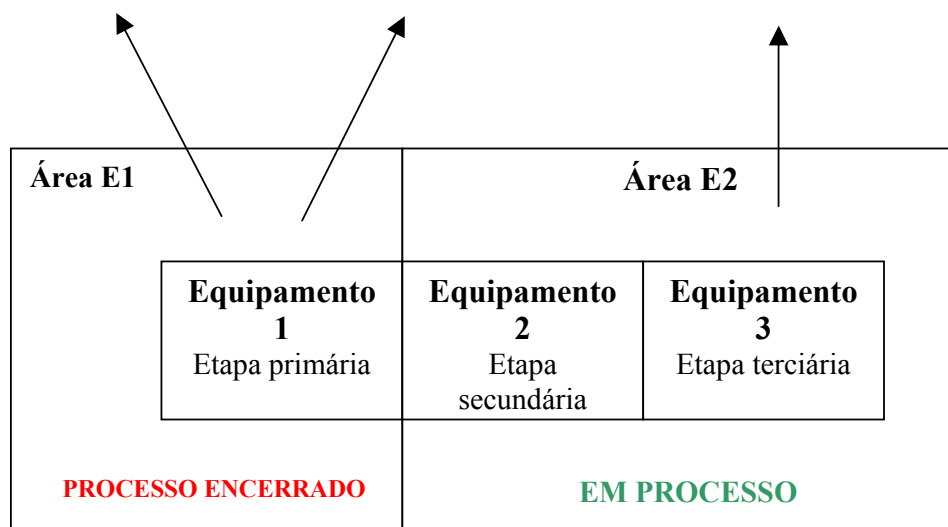 Área E1
Área E2
Equipamento
1
Etapa primária
Equipamento
2
Etapa
secundária
Equipamento
3
Etapa terciária
PROCESSO ENCERRADO
EM PROCESSO